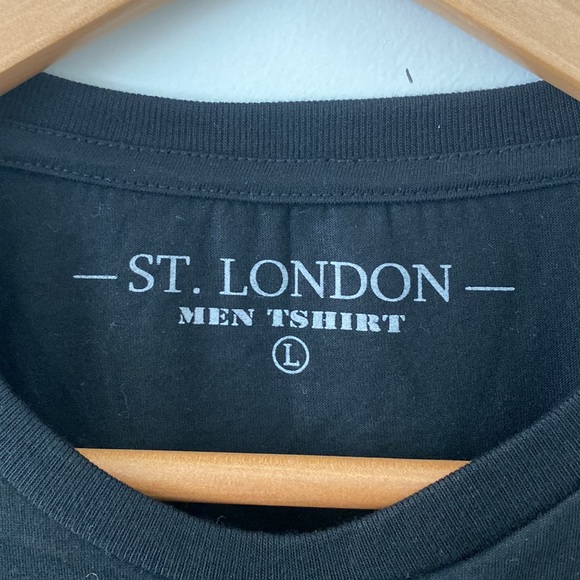 — ST. LONDON —
MEN TSHIRT
L